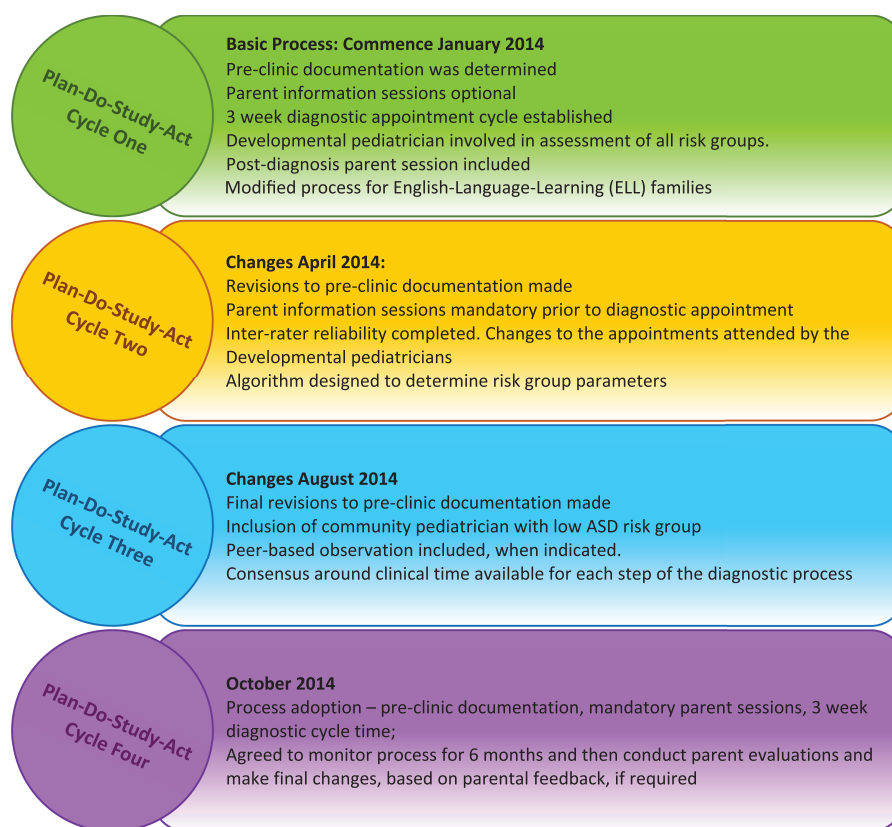 Plan-Do-Study-Act
Cycle One
Basic Process: Commence January 2014
Pre-clinic documentation was determined
Parent information sessions optional
3 week diagnostic appointment cycle established
Developmental pediatrician involved in assessment of all risk groups.
Post-diagnosis parent session included
Modified process for English-Language-Learning (ELL) families
Plan-Do-Study-Act
Cycle Two
Changes April 2014:
Revisions to pre-clinic documentation made
Parent information sessions mandatory prior to diagnostic appointment
Inter-rater reliability completed. Changes to the appointments attended by the
Developmental pediatricians
Algorithm designed to determine risk group parameters
Plan-Do-Study-Act
Cycle Three
Changes August 2014
Final revisions to pre-clinic documentation made
Inclusion of community pediatrician with low ASD risk group
Peer-based observation included, when indicated.
Consensus around clinical time available for each step of the diagnostic process
Plan-Do-Study-Act
Cycle Four
October 2014
Process adoption – pre-clinic documentation, mandatory parent sessions, 3 week
diagnostic cycle time;
Agreed to monitor process for 6 months and then conduct parent evaluations and
make final changes, based on parental feedback, if required